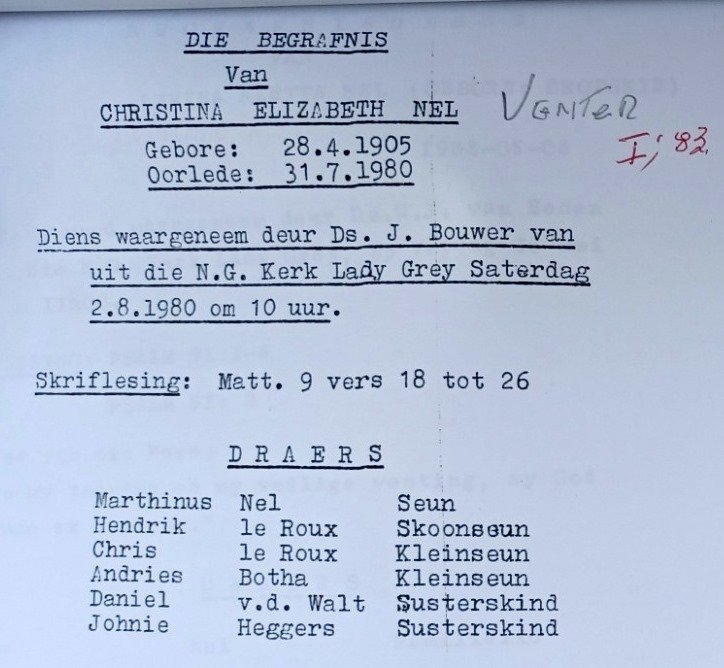 DIE BEGRAFNIS
Van
CHRISTINA ELIZABETH NEL VENTER
I; '83.
Gebore: 28.4.1905
Oorlede: 31.7.1980
Diens waargeneem deur Ds. J. Bouwer van
uit die N.G. Kerk Lady Grey Saterdag
2.8.1980 om 10 uur.
Skriflesing: Matt. 9 vers 18 tot 26
D R A E R S
Marthinus Nel Seun
Hendrik le Roux Skoonseun
Chris le Roux Kleinseun
Andries Botha Kleinseun
Daniel v.d. Walt Susterskind
Johnie Heggers Susterskind